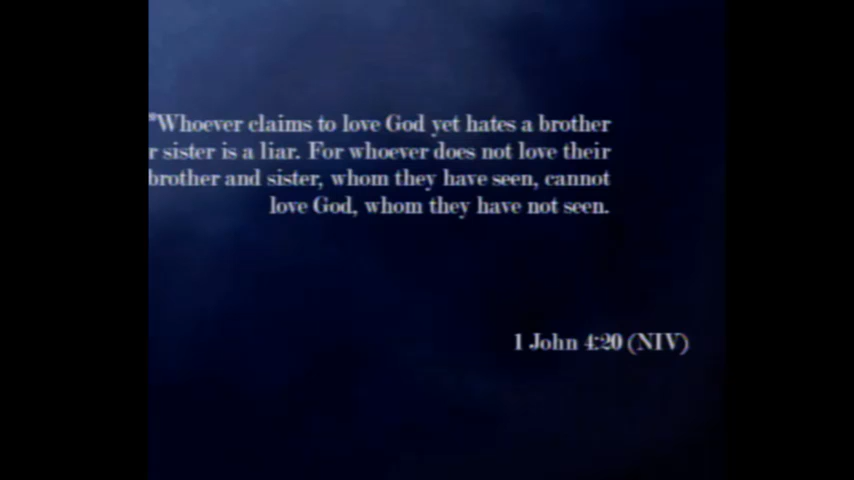 "Whoever claims to love God yet hates a brother
r sister is a liar. For whoever does not love their
brother and sister, whom they have seen, cannot
love God, whom they have not seen.
1 John 4:20 (NIV)